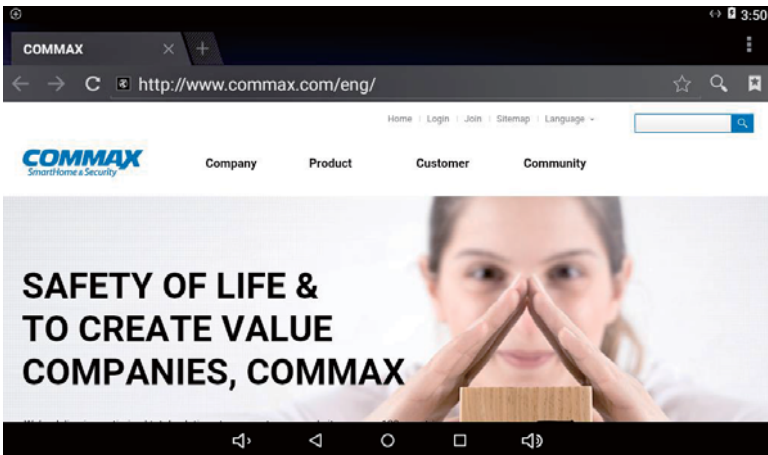 3:50
COMMAX
http://www.commax.com/eng/
Home Login Join Sitemap Language
COMMAX
SmartHome & Security
Company Product Customer Community
SAFETY OF LIFE &
TO CREATE VALUE
COMPANIES, COMMAX